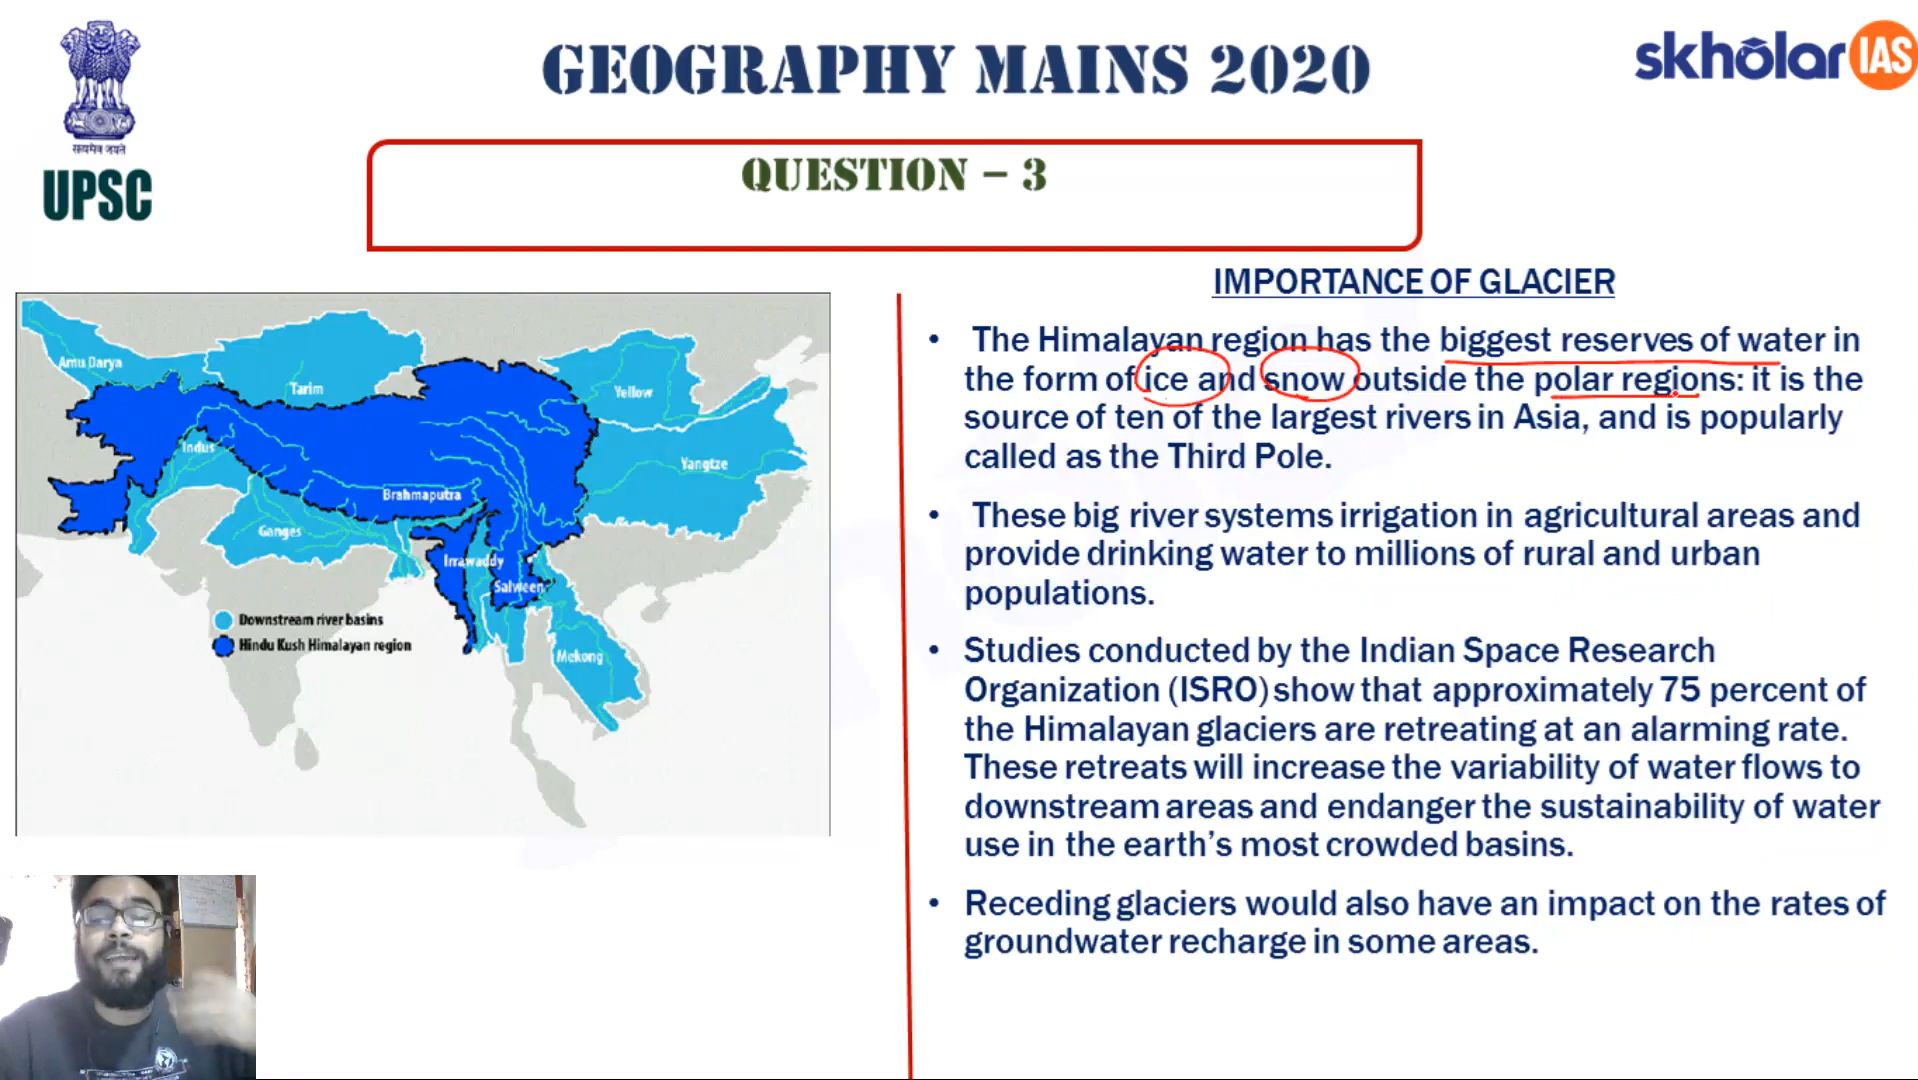 GEOGRAPHY MAINS 2020
skhōlar IAS
सत्यमेव जयते
UPSC
QUESTION – 3
IMPORTANCE OF GLACIER
• The Himalayan region has the biggest reserves of water in
the form of ice and snow outside the polar regions: it is the
source of ten of the largest rivers in Asia, and is popularly
called as the Third Pole.
• These big river systems irrigation in agricultural areas and
provide drinking water to millions of rural and urban
populations.
• Studies conducted by the Indian Space Research
Organization (ISRO) show that approximately 75 percent of
the Himalayan glaciers are retreating at an alarming rate.
These retreats will increase the variability of water flows to
downstream areas and endanger the sustainability of water
use in the earth's most crowded basins.
• Receding glaciers would also have an impact on the rates of
groundwater recharge in some areas.
Amu Darya
Tarim
Yellow
Indus
Yangtze
Brahmaputra
Ganges
Irrawaddy
Salween
Mekong
Downstream river basins
Hindu Kush Himalayan region